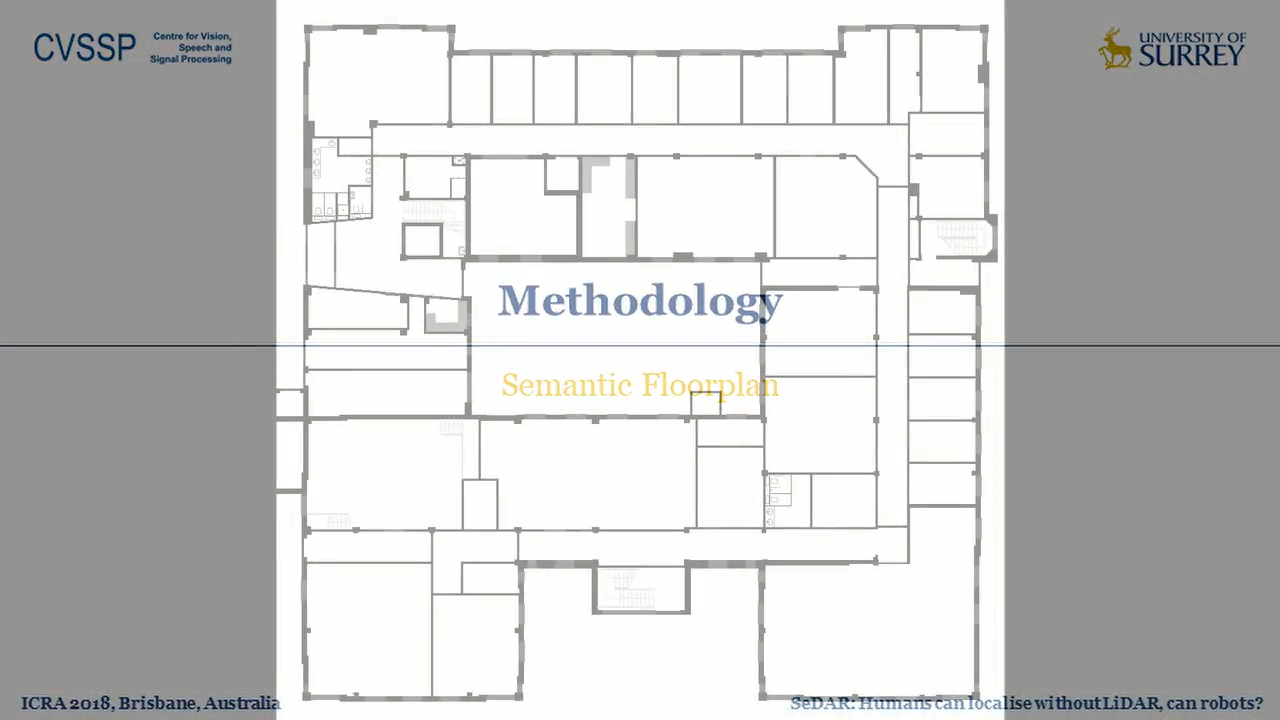 CVSSP
Centre for Vision,
Speech and
Signal Processing
UNIVERSITY OF
SURREY
Methodology
Semantic Floorplan
ICRA 2018, Brisbane, Australia
SeDAR: Humans can localise without LiDAR, can robots?